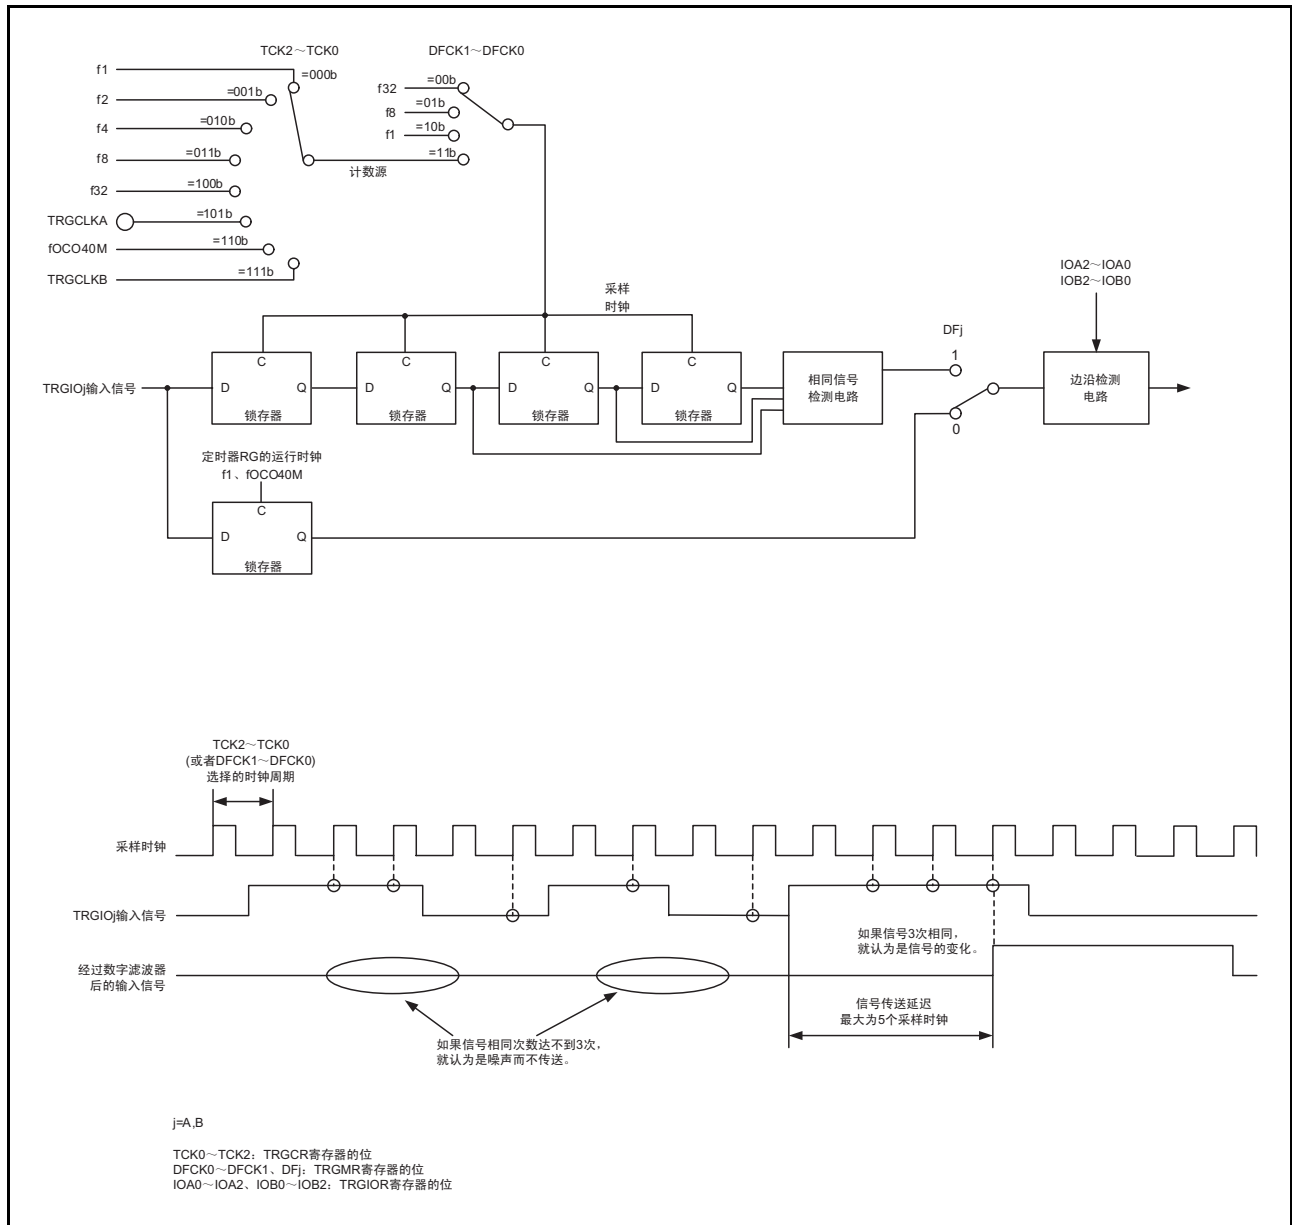 TCK2～TCK0
DFCK1～DFCK0
f1
=000b
f2
=001b
f4
=010b
f8
=011b
f32
=100b
TRGCLKA
=101b
fOCO40M
=110b
TRGCLKB
=111b
f32
=00b
f8
=01b
f1
=10b
=11b
计数源
采样
时钟
IOA2～IOA0
IOB2～IOB0
DFj
1
0
TRGIOj输入信号
C
D
Q
锁存器
C
D
Q
锁存器
C
D
Q
锁存器
C
D
Q
锁存器
相同信号
检测电路
边沿检测
电路
定时器RG的运行时钟
f1、fOCO40M
C
D
Q
锁存器
TCK2～TCK0
(或者DFCK1～DFCK0)
选择的时钟周期
采样时钟
TRGIOj输入信号
如果信号3次相同，
就认为是信号的变化。
经过数字滤波器
后的输入信号
信号传送延迟
最大为5个采样时钟
如果信号相同次数达不到3次，
就认为是噪声而不传送。
j=A,B
TCK0～TCK2：TRGCR寄存器的位
DFCK0～DFCK1、DFj：TRGMR寄存器的位
IOA0～IOA2、IOB0～IOB2：TRGIOR寄存器的位